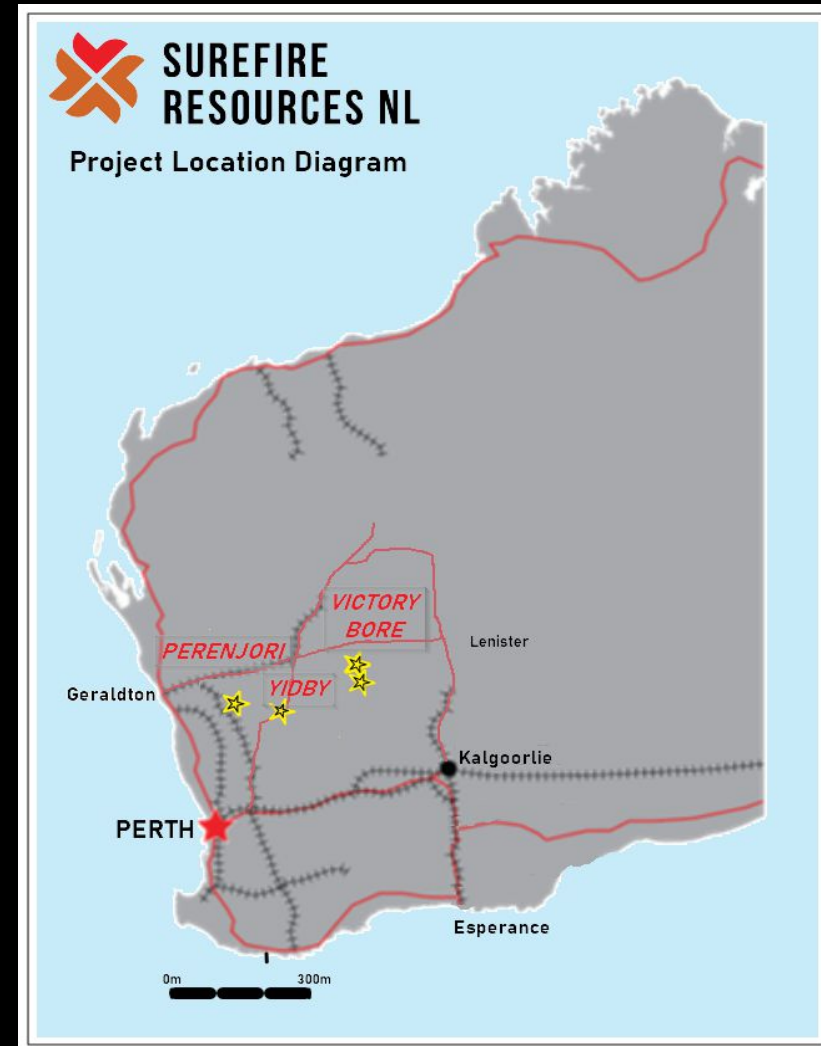 SUREFIRE
RESOURCES NL
Project Location Diagram
VICTORY
BORE
PERENJORI
Lenister
YIDBY
Geraldton
Kalgoorlie
PERTH
Esperance
0m 300m